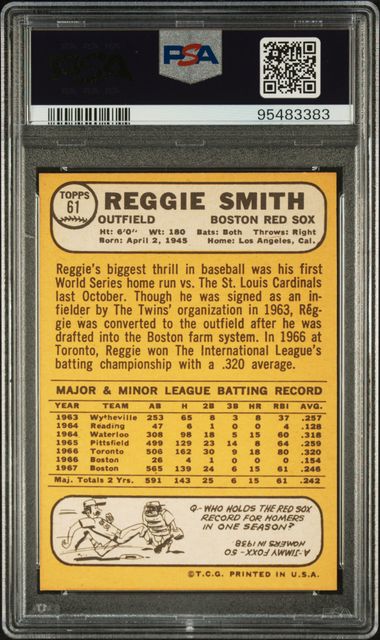 PSA
95483383
TOPPS
61
REGGIE SMITH
OUTFIELD BOSTON RED SOX
Ht: 6'0" Wt: 180 Bats: Both Throws: Right
Born: April 2, 1945 Home: Los Angeles, Cal.
Reggie's biggest thrill in baseball was his first
World Series home run vs. The St. Louis Cardinals
last October. Though he was signed as an in-
fielder by The Twins' organization in 1963, Reg-
gie was converted to the outfield after he was
drafted into the Boston farm system. In 1966 at
Toronto, Reggie won The International League's
batting championship with a .320 average.
MAJOR & MINOR LEAGUE BATTING RECORD
YEAR TEAM AB H 2B 3B HR RBI AVG.
1963 Wytheville 253 65 8 3 8 37 .257
1964 Reading 47 6 1 0 0 4 .128
1964 Waterloo 308 98 18 5 15 60 .318
1965 Pittsfield 499 129 23 14 8 64 .259
1966 Toronto 506 162 30 9 18 80 .320
1966 Boston 26 4 1 0 0 0 .154
1967 Boston 565 139 24 6 15 61 .246
Maj. Totals 2 Yrs. 591 143 25 6 15 61 .242
Q-WHO HOLDS THE RED SOX
RECORD FOR HOMERS
IN ONE SEASON?
A-JIMMY FOXX-50
HOMERS IN 1938.
©T.C.G. PRINTED IN U.S.A.